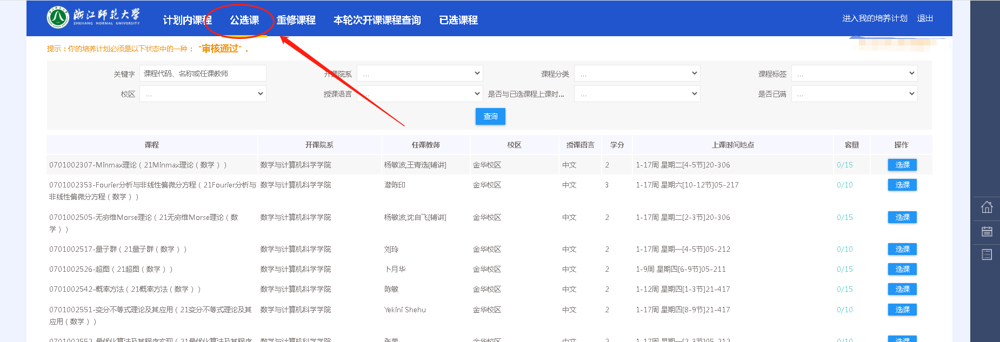 浙江师范大学
ZHEJIANG NORMAL UNIVERSITY
计划内课程 公选课 重修课程 本轮次开课课程查询 已选课程
进入我的培养计划 退出
提示：你的培养计划必须是以下状态中的一种：“审核通过”。
关键字 课程代码、名称或任课教师 开课院系 ... 课程分类 ... 课程标签 ...
校区 ... 授课语言 ... 是否与已选课程上课时... ... 是否已满 ...
查询
课程 开课院系 任课教师 校区 授课语言 学分 上课时间地点 容量 操作
0701002307-Minmax理论（21Minmax理论（数学）） 数学与计算机科学学院 杨敏波,王青选[辅讲] 金华校区 中文 2 1-17周 星期二[4-5节]20-306 0/15 选课
0701002353-Fourier分析与非线性偏微分方程（21Fourier分析与 数学与计算机科学学院 潜陈印 金华校区 中文 3 1-17周 星期六[10-12节]05-217 0/10 选课
非线性偏微分方程（数学））
0701002505-无穷维Morse理论（21无穷维Morse理论（数 数学与计算机科学学院 杨敏波,沈自飞[辅讲] 金华校区 中文 2 1-17周 星期二[2-3节]20-306 0/15 选课
学））
0701002517-量子群（21量子群（数学）） 数学与计算机科学学院 刘玲 金华校区 中文 2 1-17周 星期一[4-5节]05-212 0/10 选课
0701002526-超图（21超图（数学）） 数学与计算机科学学院 卜月华 金华校区 中文 2 1-9周 星期四[6-9节]05-211 0/15 选课
0701002542-概率方法（21概率方法（数学）） 数学与计算机科学学院 陈敏 金华校区 中文 2 1-12周 星期四[1-3节]21-417 0/15 选课
0701002551-变分不等式理论及其应用（21变分不等式理论及其 数学与计算机科学学院 Yekini Shehu 金华校区 中文 2 1-17周 星期四[8-9节]21-417 0/10 选课
应用（数学））
0701002552-最优化算法及其程序实现（21最优化算法及其程序 数学与计算机科学学院 金华校区 中文 2 1-17周 星期一[2-3节]05-212 0/10 选课